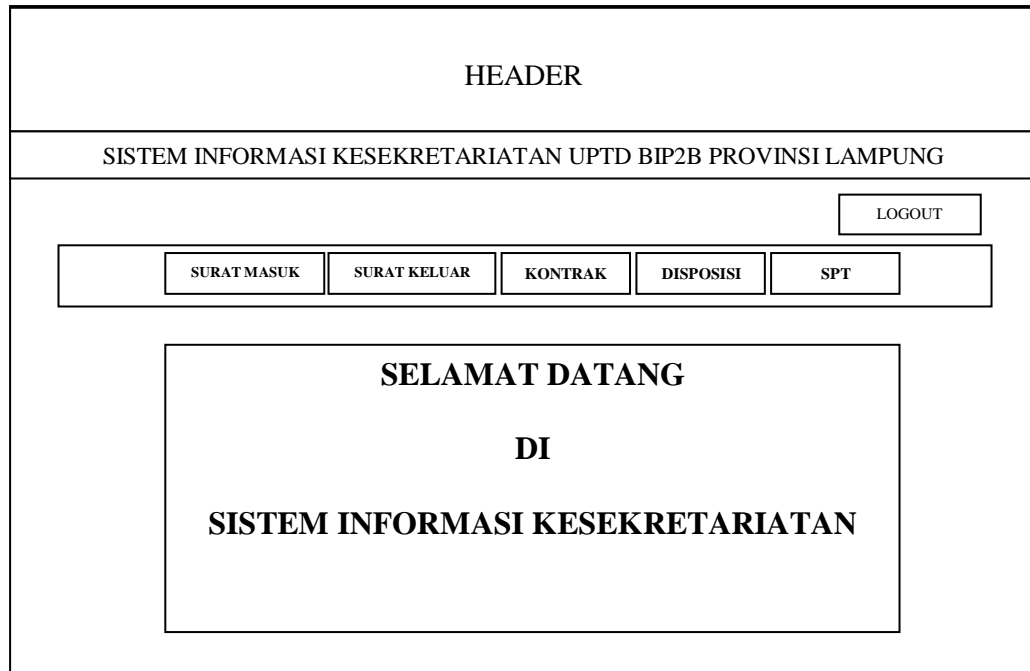 HEADER
SISTEM INFORMASI KESEKRETARIATAN UPTD BIP2B PROVINSI LAMPUNG
LOGOUT
SURAT MASUK SURAT KELUAR KONTRAK DISPOSISI SPT
SELAMAT DATANG
DI
SISTEM INFORMASI KESEKRETARIATAN